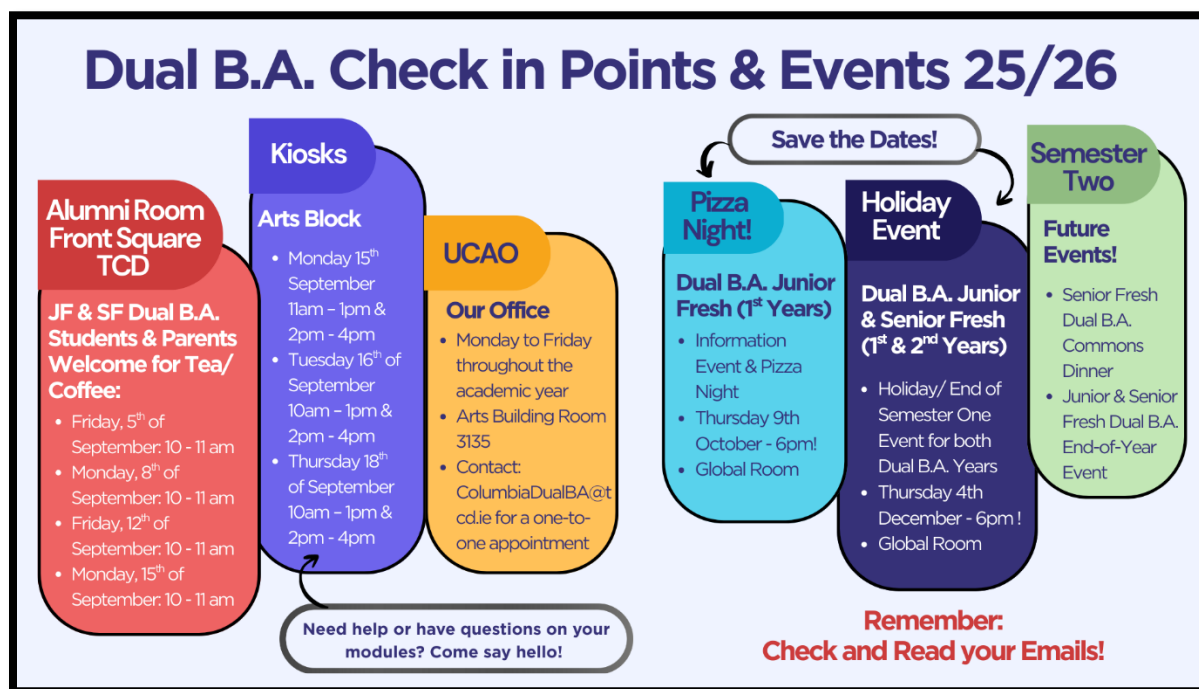 Dual B.A. Check in Points & Events 25/26
Alumni Room
Front Square
TCD
JF & SF Dual B.A.
Students & Parents
Welcome for Tea/
Coffee:
• Friday, 5th of
September: 10 - 11 am
• Monday, 8th of
September: 10 - 11 am
• Friday, 12th of
September: 10 - 11 am
• Monday, 15th of
September: 10 - 11 am
Kiosks
Arts Block
• Monday 15th
September
11am – 1pm &
2pm - 4pm
• Tuesday 16th of
September
10am – 1pm &
2pm - 4pm
• Thursday 18th
of September
10am – 1pm &
2pm - 4pm
Need help or have questions on your
modules? Come say hello!
UCAO
Our Office
• Monday to Friday
throughout the
academic year
• Arts Building Room
3135
• Contact:
ColumbiaDualBA@t
cd.ie for a one-to-
one appointment
Save the Dates!
Pizza
Night!
Dual B.A. Junior
Fresh (1st Years)
• Information
Event & Pizza
Night
• Thursday 9th
October - 6pm!
• Global Room
Holiday
Event
Dual B.A. Junior
& Senior Fresh
(1st & 2nd Years)
• Holiday/ End of
Semester One
Event for both
Dual B.A. Years
• Thursday 4th
December - 6pm !
• Global Room
Semester
Two
Future
Events!
• Senior Fresh
Dual B.A.
Commons
Dinner
• Junior & Senior
Fresh Dual B.A.
End-of-Year
Event
Remember:
Check and Read your Emails!